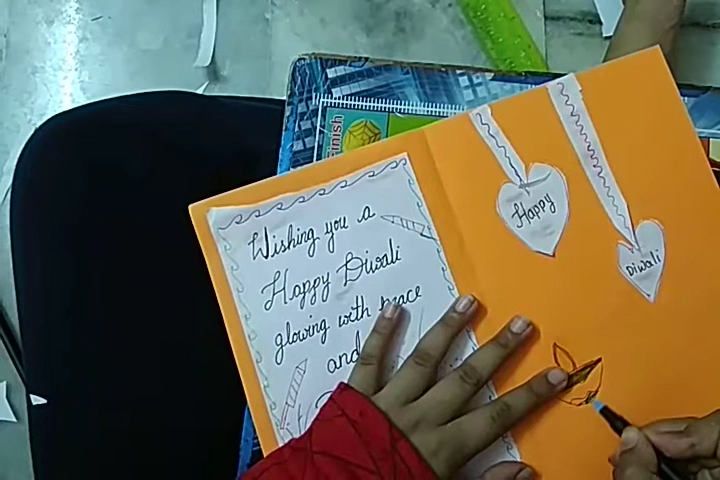 Wishing you a
Happy Diwali
glowing with peace
and
Happy
Diwali
Finish